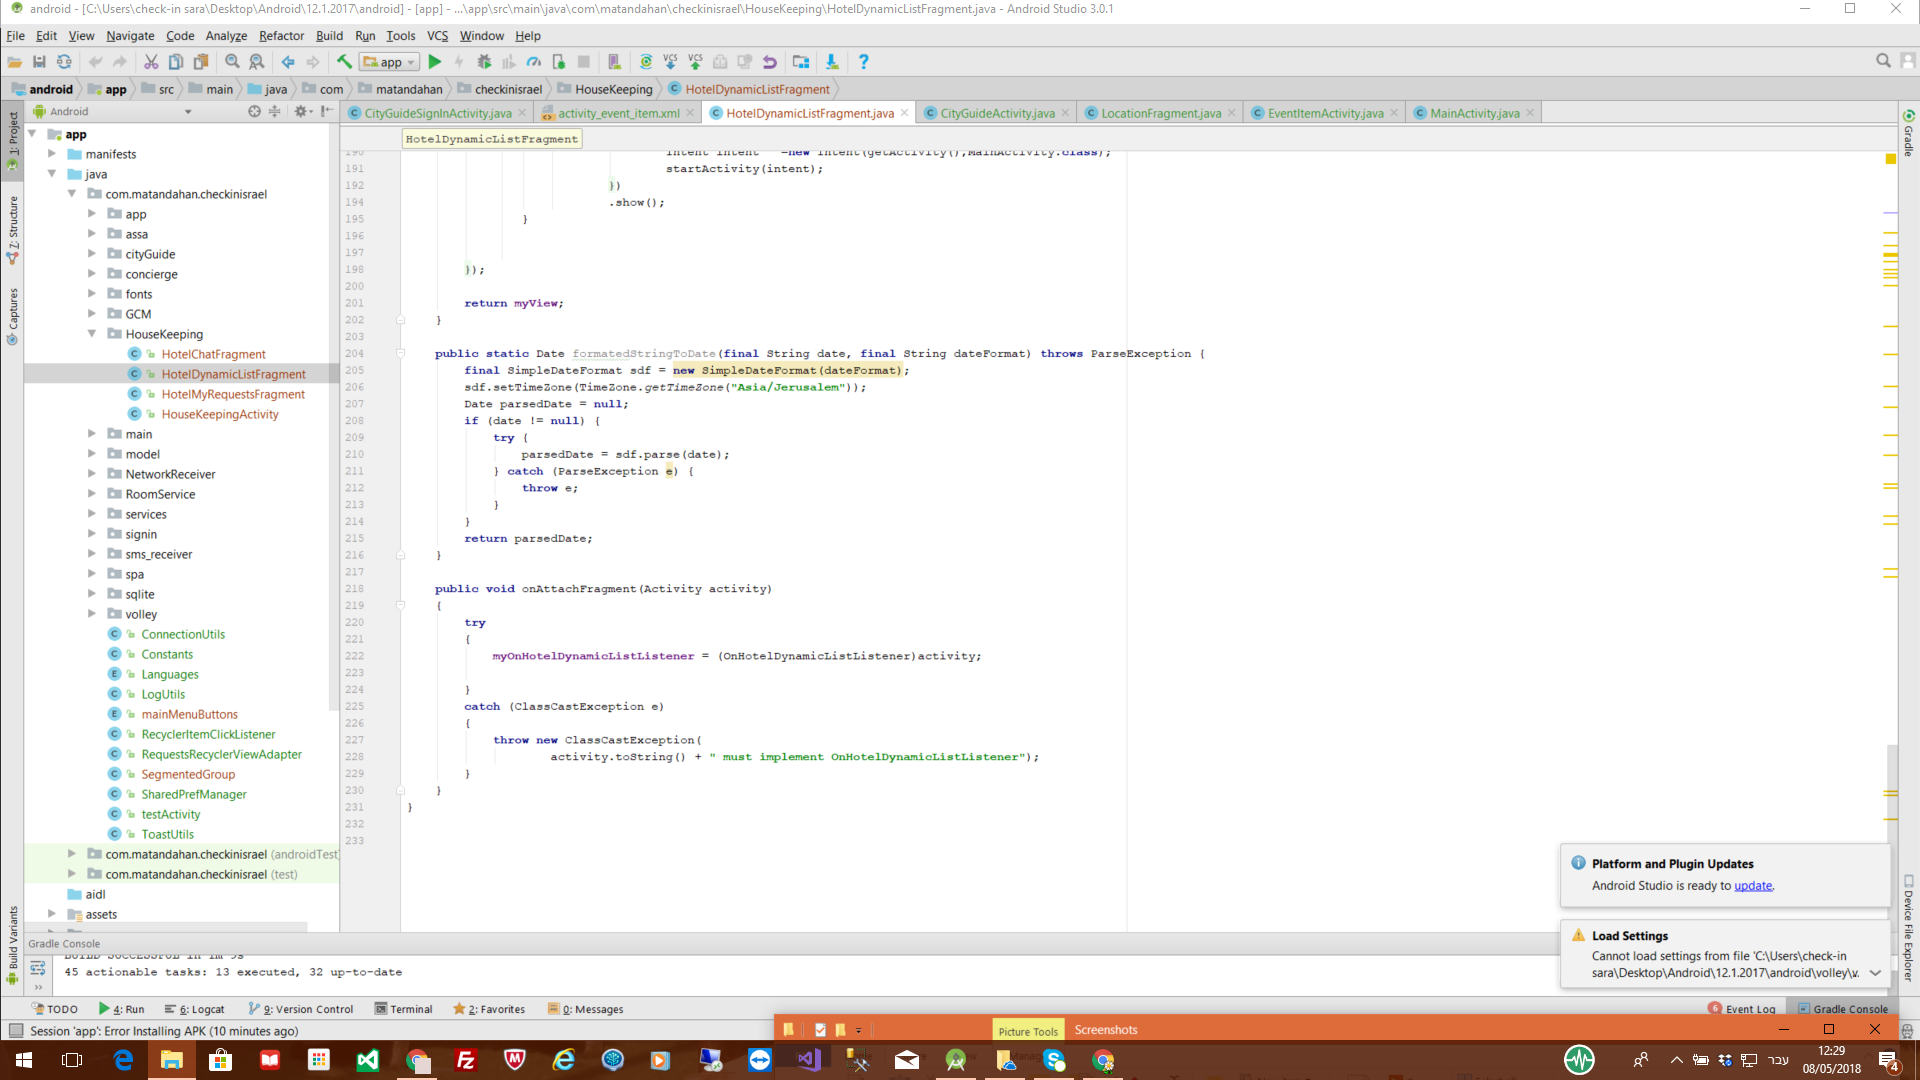 android - [C:\Users\check-in sara\Desktop\Android\12.1.2017\android] - [app] - ...\app\src\main\java\com\matandahan\checkinisrael\HouseKeeping\HotelDynamicListFragment.java - Android Studio 3.0.1
File Edit View Navigate Code Analyze Refactor Build Run Tools VCS Window Help
app
android app src main java com matandahan checkinisrael HouseKeeping HotelDynamicListFragment
Android
CityGuideSignInActivity.java activity_event_item.xml HotelDynamicListFragment.java CityGuideActivity.java LocationFragment.java EventItemActivity.java MainActivity.java
HotelDynamicListFragment
1: Project
7: Structure
Captures
Build Variants
app
manifests
java
com.matandahan.checkinisrael
app
assa
cityGuide
concierge
fonts
GCM
HouseKeeping
HotelChatFragment
HotelDynamicListFragment
HotelMyRequestsFragment
HouseKeepingActivity
main
model
NetworkReceiver
RoomService
services
signin
sms_receiver
spa
sqlite
volley
ConnectionUtils
Constants
Languages
LogUtils
mainMenuButtons
RecyclerItemClickListener
RequestsRecyclerViewAdapter
SegmentedGroup
SharedPrefManager
testActivity
ToastUtils
com.matandahan.checkinisrael (androidTest)
com.matandahan.checkinisrael (test)
aidl
assets
190 Intent intent =new Intent(getActivity(),MainActivity.class);
191 startActivity(intent);
192 })
194 .show();
195 }
196
197
198 });
200
201 return myView;
202 }
203
204 public static Date formatedStringToDate(final String date, final String dateFormat) throws ParseException {
205 final SimpleDateFormat sdf = new SimpleDateFormat(dateFormat);
206 sdf.setTimeZone(TimeZone.getTimeZone("Asia/Jerusalem"));
207 Date parsedDate = null;
208 if (date != null) {
209 try {
210 parsedDate = sdf.parse(date);
211 } catch (ParseException e) {
212 throw e;
213 }
214 }
215 return parsedDate;
216 }
217
218 public void onAttachFragment(Activity activity)
219 {
220 try
221 {
222 myOnHotelDynamicListListener = (OnHotelDynamicListListener)activity;
223
224 }
225 catch (ClassCastException e)
226 {
227 throw new ClassCastException(
228 activity.toString() + " must implement OnHotelDynamicListListener");
229 }
230 }
231 }
232
233
Gradle
Device File Explorer
Platform and Plugin Updates
Android Studio is ready to update.
Load Settings
Cannot load settings from file 'C:\Users\check-in
sara\Desktop\Android\12.1.2017\android\volley\v.
Gradle Console
BUILD SUCCESSFUL in 1m 9s
45 actionable tasks: 13 executed, 32 up-to-date
TODO 4: Run 6: Logcat 9: Version Control Terminal 2: Favorites 0: Messages 6 Event Log Gradle Console
Session 'app': Error Installing APK (10 minutes ago)
Picture Tools Screenshots
עבר
12:29
08/05/2018
4